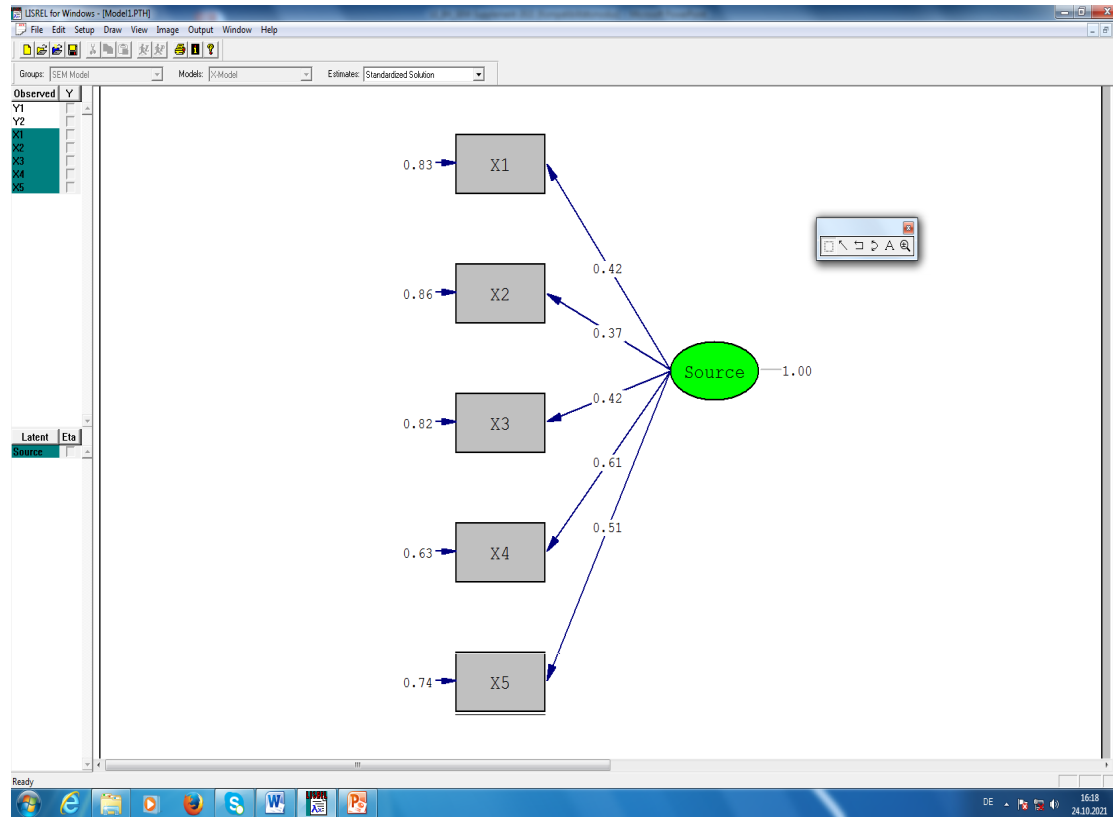 LISREL for Windows - [Model1.PTH]
File Edit Setup Draw View Image Output Window Help
Groups: SEM Model Models: X-Model Estimates: Standardized Solution
Observed Y
Y1
Y2
X1
X2
X3
X4
X5
Latent Eta
Source
0.83 X1
0.42
0.86 X2
0.37
Source 1.00
0.42
0.82 X3
0.61
0.51
0.63 X4
0.74 X5
A
Ready
DE 16:18
24.10.2021